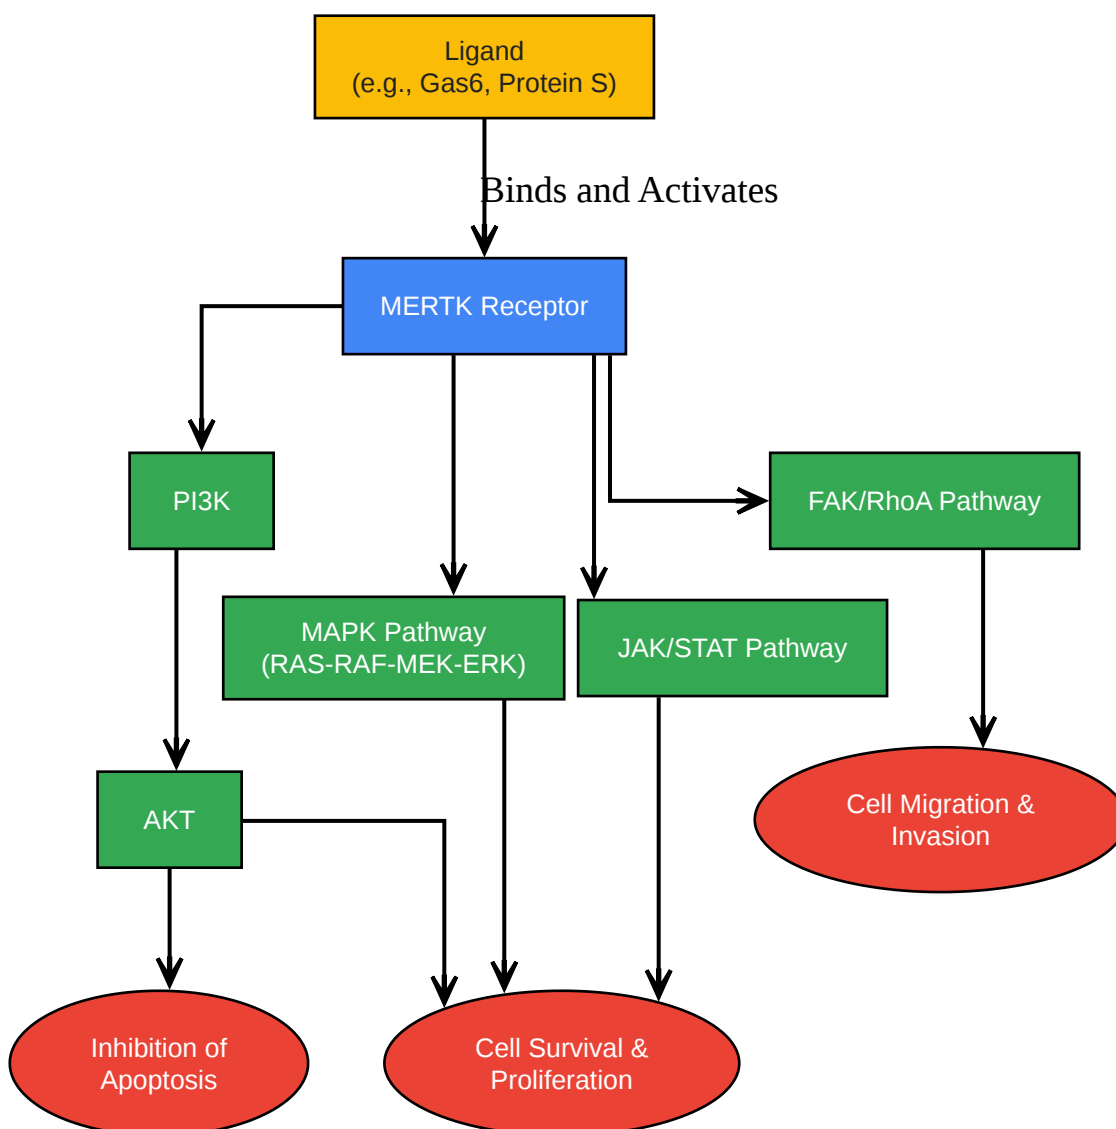 Ligand
(e.g., Gas6, Protein S)
Binds and Activates
MERTK Receptor
PI3K
FAK/RhoA Pathway
MAPK Pathway
(RAS-RAF-MEK-ERK)
JAK/STAT Pathway
AKT
Cell Migration &
Invasion
Inhibition of
Apoptosis
Cell Survival &
Proliferation